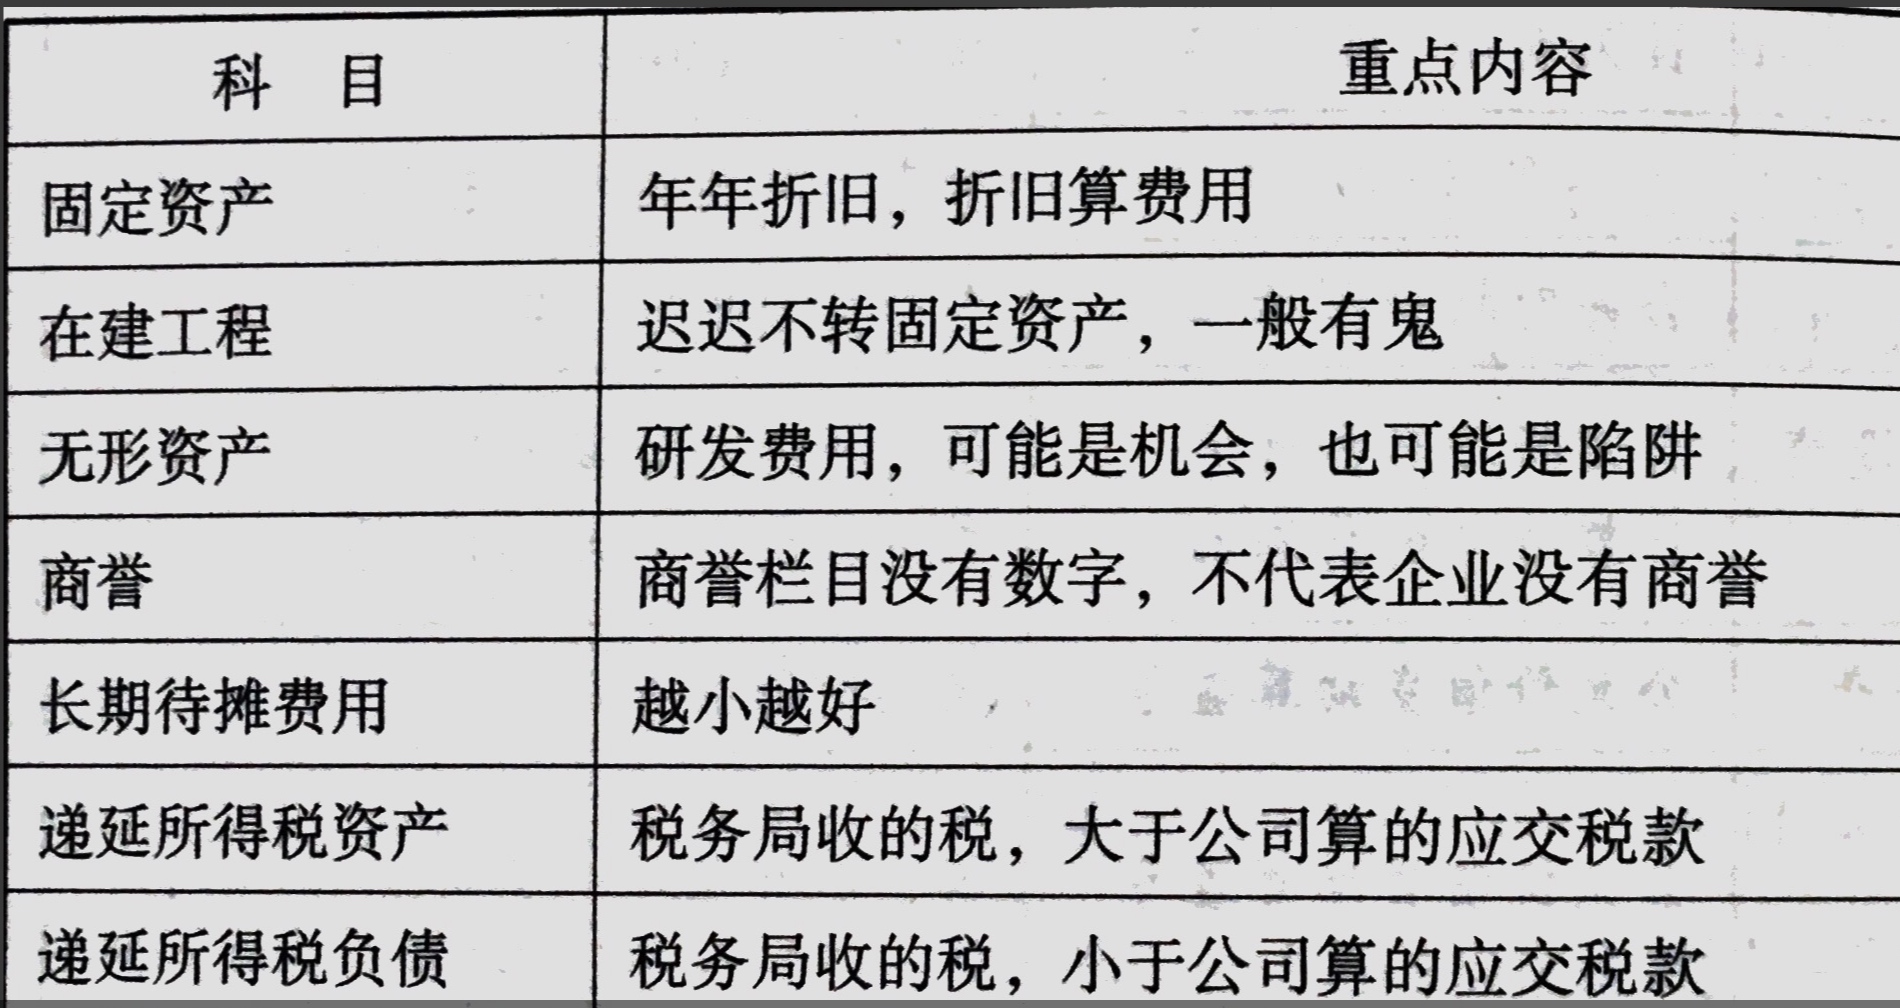 科 目 重点内容
固定资产 年年折旧，折旧算费用
在建工程 迟迟不转固定资产，一般有鬼
无形资产 研发费用，可能是机会，也可能是陷阱
商誉 商誉栏目没有数字，不代表企业没有商誉
长期待摊费用 越小越好
递延所得税资产 税务局收的税，大于公司算的应交税款
递延所得税负债 税务局收的税，小于公司算的应交税款